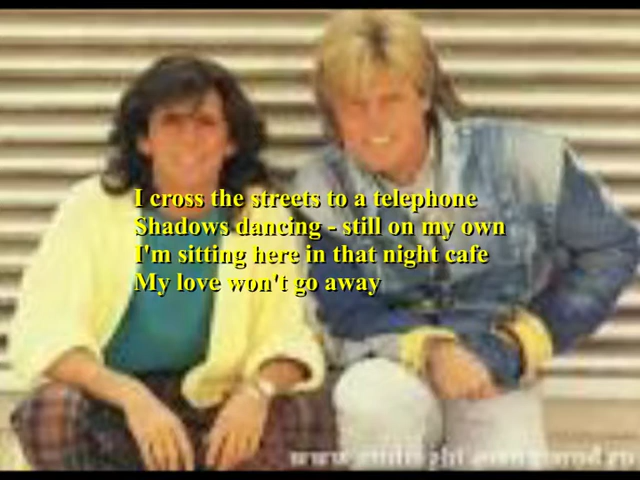 I cross the streets to a telephone
Shadows dancing - still on my own
I'm sitting here in that night cafe
My love won't go away